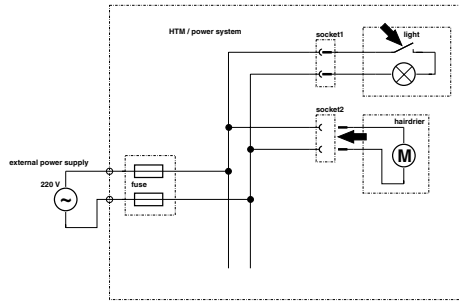 HTM / power system
socket1
light
socket2
hairdrier
M
external power supply
220 V
fuse
~